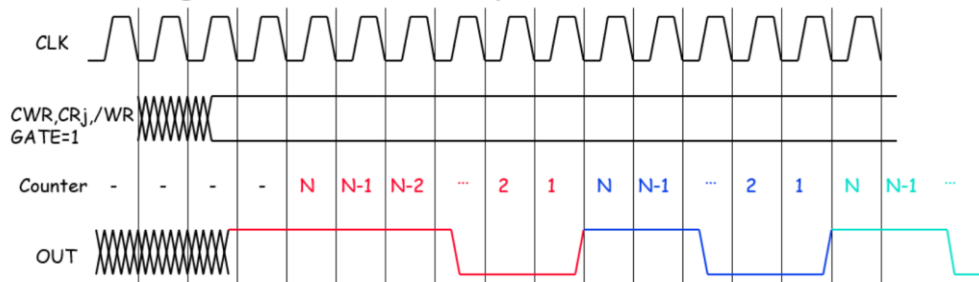 CLK
CWR,CRj,/WR
GATE=1
Counter - - - - N N-1 N-2 ... 2 1 N N-1 ... 2 1 N N-1 ...
OUT